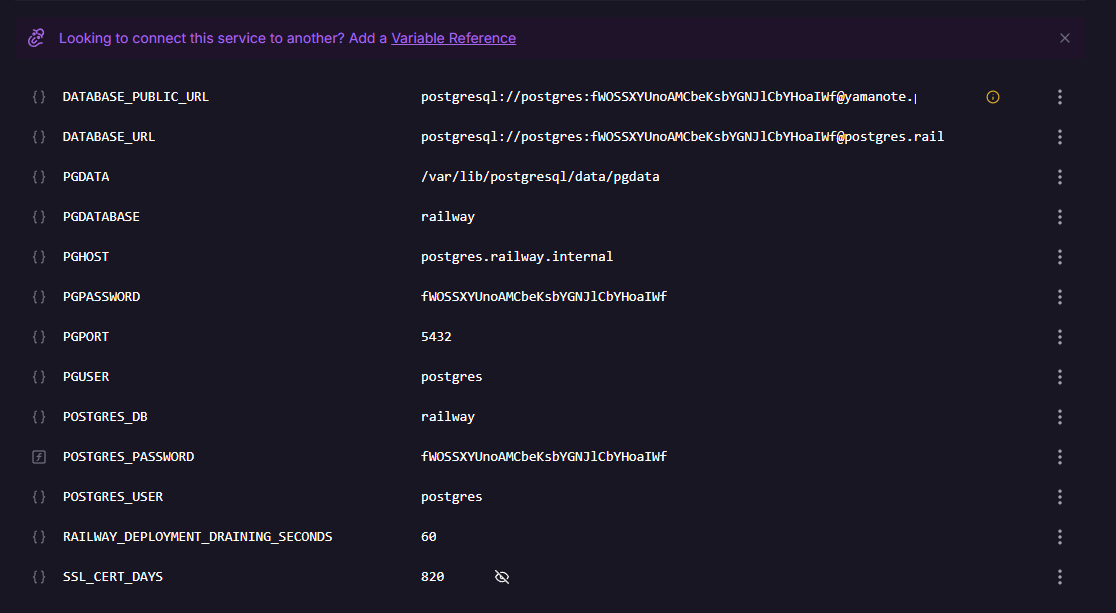 Looking to connect this service to another? Add a Variable Reference
DATABASE_PUBLIC_URL postgresql://postgres:fWOSSXYUnoAMCbeKsbYGNJlCbYHoaIWf@yamanote.
DATABASE_URL postgresql://postgres:fWOSSXYUnoAMCbeKsbYGNJlCbYHoaIWf@postgres.rail
PGDATA /var/lib/postgresql/data/pgdata
PGDATABASE railway
PGHOST postgres.railway.internal
PGPASSWORD fWOSSXYUnoAMCbeKsbYGNJlCbYHoaIWf
PGPORT 5432
PGUSER postgres
POSTGRES_DB railway
POSTGRES_PASSWORD fWOSSXYUnoAMCbeKsbYGNJlCbYHoaIWf
POSTGRES_USER postgres
RAILWAY_DEPLOYMENT_DRAINING_SECONDS 60
SSL_CERT_DAYS 820